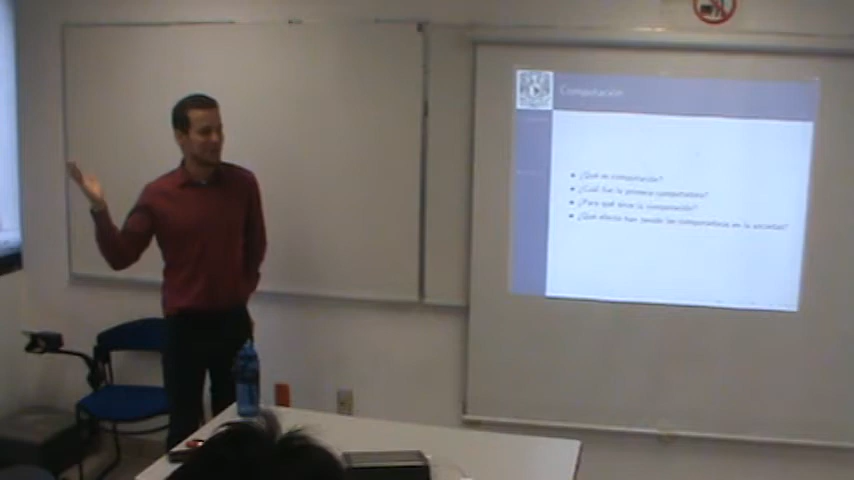 Computación
¿Qué es computación?
¿Cuál fue la primera computadora?
¿Para qué sirve la computación?
¿Qué efecto han tenido las computadoras en la sociedad?